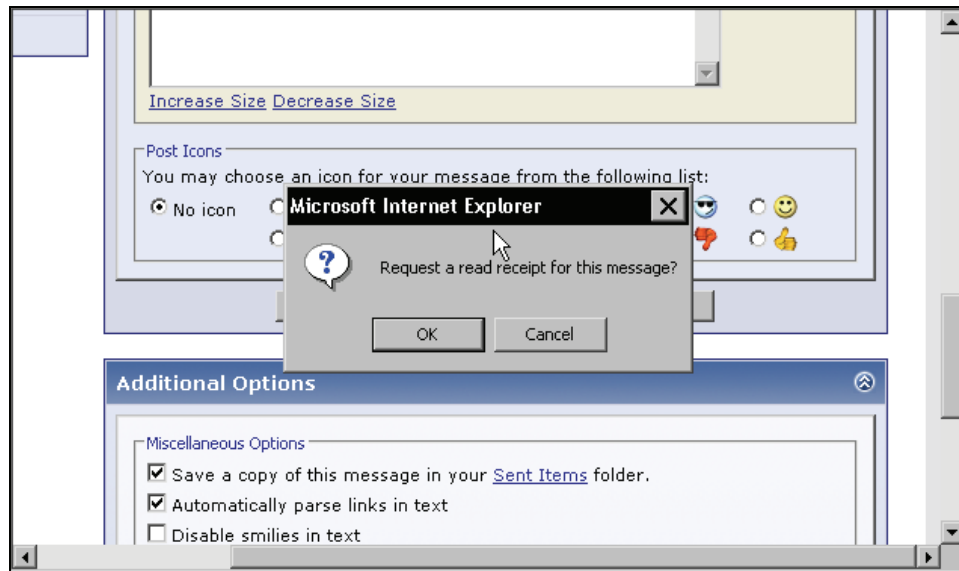 Increase Size Decrease Size
Post Icons
You may choose an icon for your message from the following list:
No icon
Microsoft Internet Explorer
Request a read receipt for this message?
OK Cancel
Additional Options
Miscellaneous Options
Save a copy of this message in your Sent Items folder.
Automatically parse links in text
Disable smilies in text